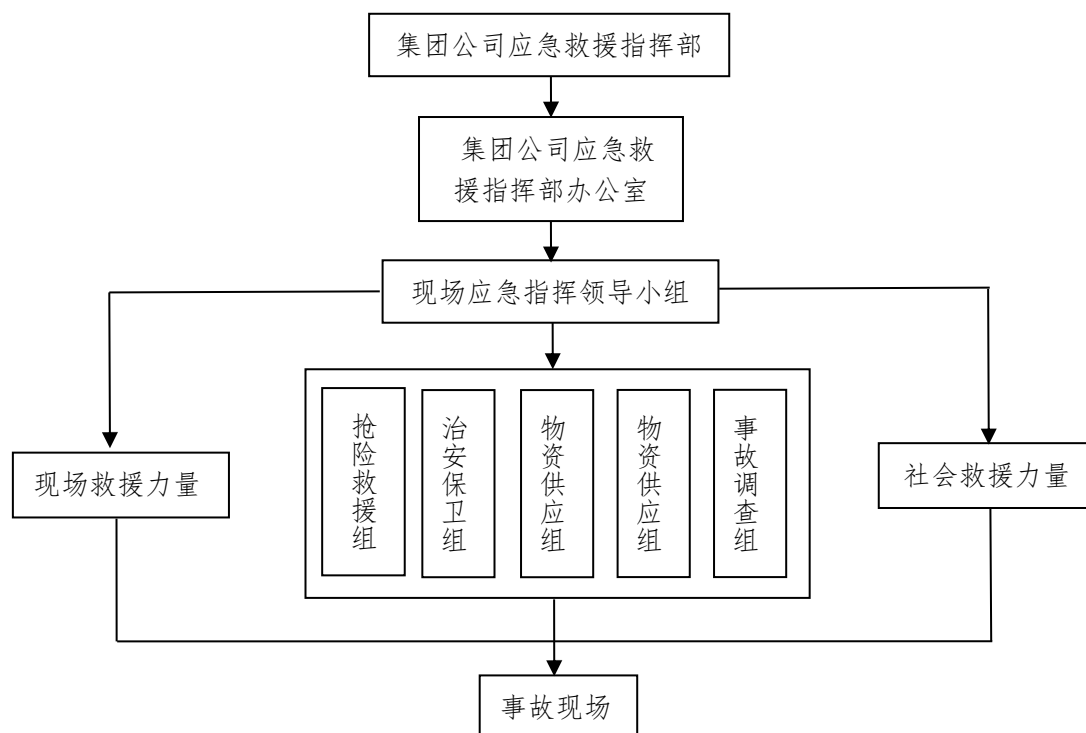 集团公司应急救援指挥部
集团公司应急救
援指挥部办公室
现场应急指挥领导小组
抢险救援组
治安保卫组
物资供应组
物资供应组
事故调查组
现场救援力量
社会救援力量
事故现场